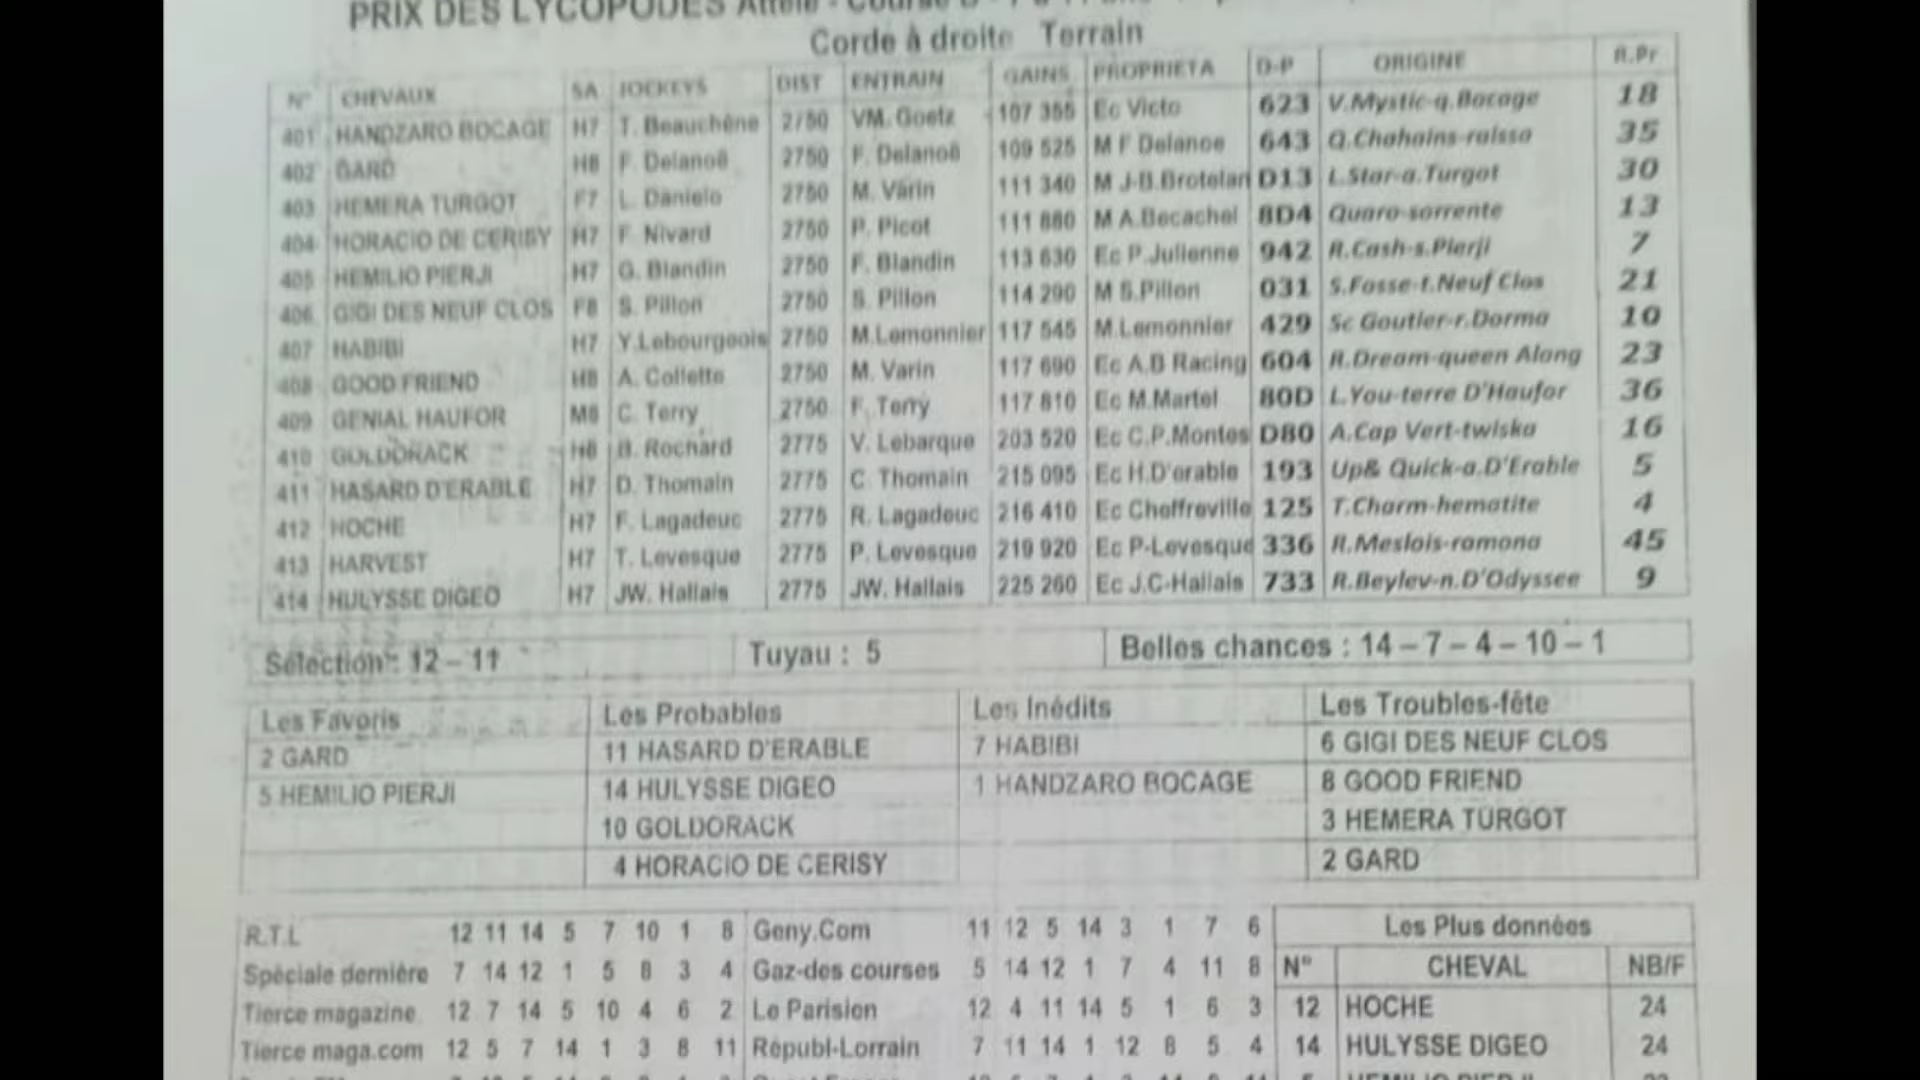 PRIX DES LYCOPODES Attelé - Course D - 7 à 11 ans
Corde à droite Terrain
N° CHEVAUX SA JOCKEYS DIST ENTRAIN GAINS PROPRIETA D-P ORIGINE R.Pr
401 HANDZARO BOCAGE H7 T. Beauchêne 2750 VM. Goetz 107 355 Ec Victo 623 V.Mystic-q.Bocage 18
402 GARD H8 F. Delanoë 2750 F. Delanoë 109 525 M F Delanoe 643 Q.Chahains-raissa 35
403 HEMERA TURGOT F7 L. Danielo 2750 M. Varin 111 340 M J-B.Brotelan D13 L.Star-a.Turgot 30
404 HORACIO DE CERISY H7 F. Nivard 2750 P. Picot 111 880 M A.Becachel 8D4 Quaro-sorrente 13
405 HEMILIO PIERJI H7 G. Blandin 2750 F. Blandin 113 630 Ec P.Julienne 942 R.Cash-s.Pierji 7
406 GIGI DES NEUF CLOS F8 S. Pillon 2750 S. Pillon 114 290 M S.Pillon 031 S.Fosse-t.Neuf Clos 21
407 HABIBI H7 Y.Lebourgeois 2750 M.Lemonnier 117 545 M.Lemonnier 429 Sc Goutier-r.Dorma 10
408 GOOD FRIEND H8 A. Collette 2750 M. Varin 117 690 Ec A.B Racing 604 R.Dream-queen Along 23
409 GENIAL HAUFOR M8 C. Terry 2750 F. Terry 117 810 Ec M.Martel 80D L.You-terre D'Haufor 36
410 GOLDORACK H8 B. Rochard 2775 V. Lebarque 203 520 Ec C.P.Montes D80 A.Cap Vert-twiska 16
411 HASARD D'ERABLE H7 D. Thomain 2775 C. Thomain 215 095 Ec H.D'erable 193 Up& Quick-a.D'Erable 5
412 HOCHE H7 F. Lagadeuc 2775 R. Lagadeuc 216 410 Ec Cheffreville 125 T.Charm-hematite 4
413 HARVEST H7 T. Levesque 2775 P. Levesque 219 920 Ec P-Levesque 336 R.Meslois-ramona 45
414 HULYSSE DIGEO H7 JW. Hallais 2775 JW. Hallais 225 260 Ec J.C-Hallais 733 R.Beylev-n.D'Odyssee 9
Sélection : 12 – 11 Tuyau : 5 Belles chances : 14 – 7 – 4 – 10 – 1
Les Favoris Les Probables Les Inédits Les Troubles-fête
2 GARD 11 HASARD D'ERABLE 7 HABIBI 6 GIGI DES NEUF CLOS
5 HEMILIO PIERJI 14 HULYSSE DIGEO 1 HANDZARO BOCAGE 8 GOOD FRIEND
10 GOLDORACK 3 HEMERA TURGOT
4 HORACIO DE CERISY 2 GARD
R.T.L 12 11 14 5 7 10 1 8 Geny.Com 11 12 5 14 3 1 7 6 Les Plus données
Spéciale dernière 7 14 12 1 5 8 3 4 Gaz-des courses 5 14 12 1 7 4 11 8 N° CHEVAL NB/F
Tierce magazine 12 7 14 5 10 4 6 2 Le Parisien 12 4 11 14 5 1 6 3 12 HOCHE 24
Tierce maga.com 12 5 7 14 1 3 8 11 Républ-Lorrain 7 11 14 1 12 8 5 4 14 HULYSSE DIGEO 24